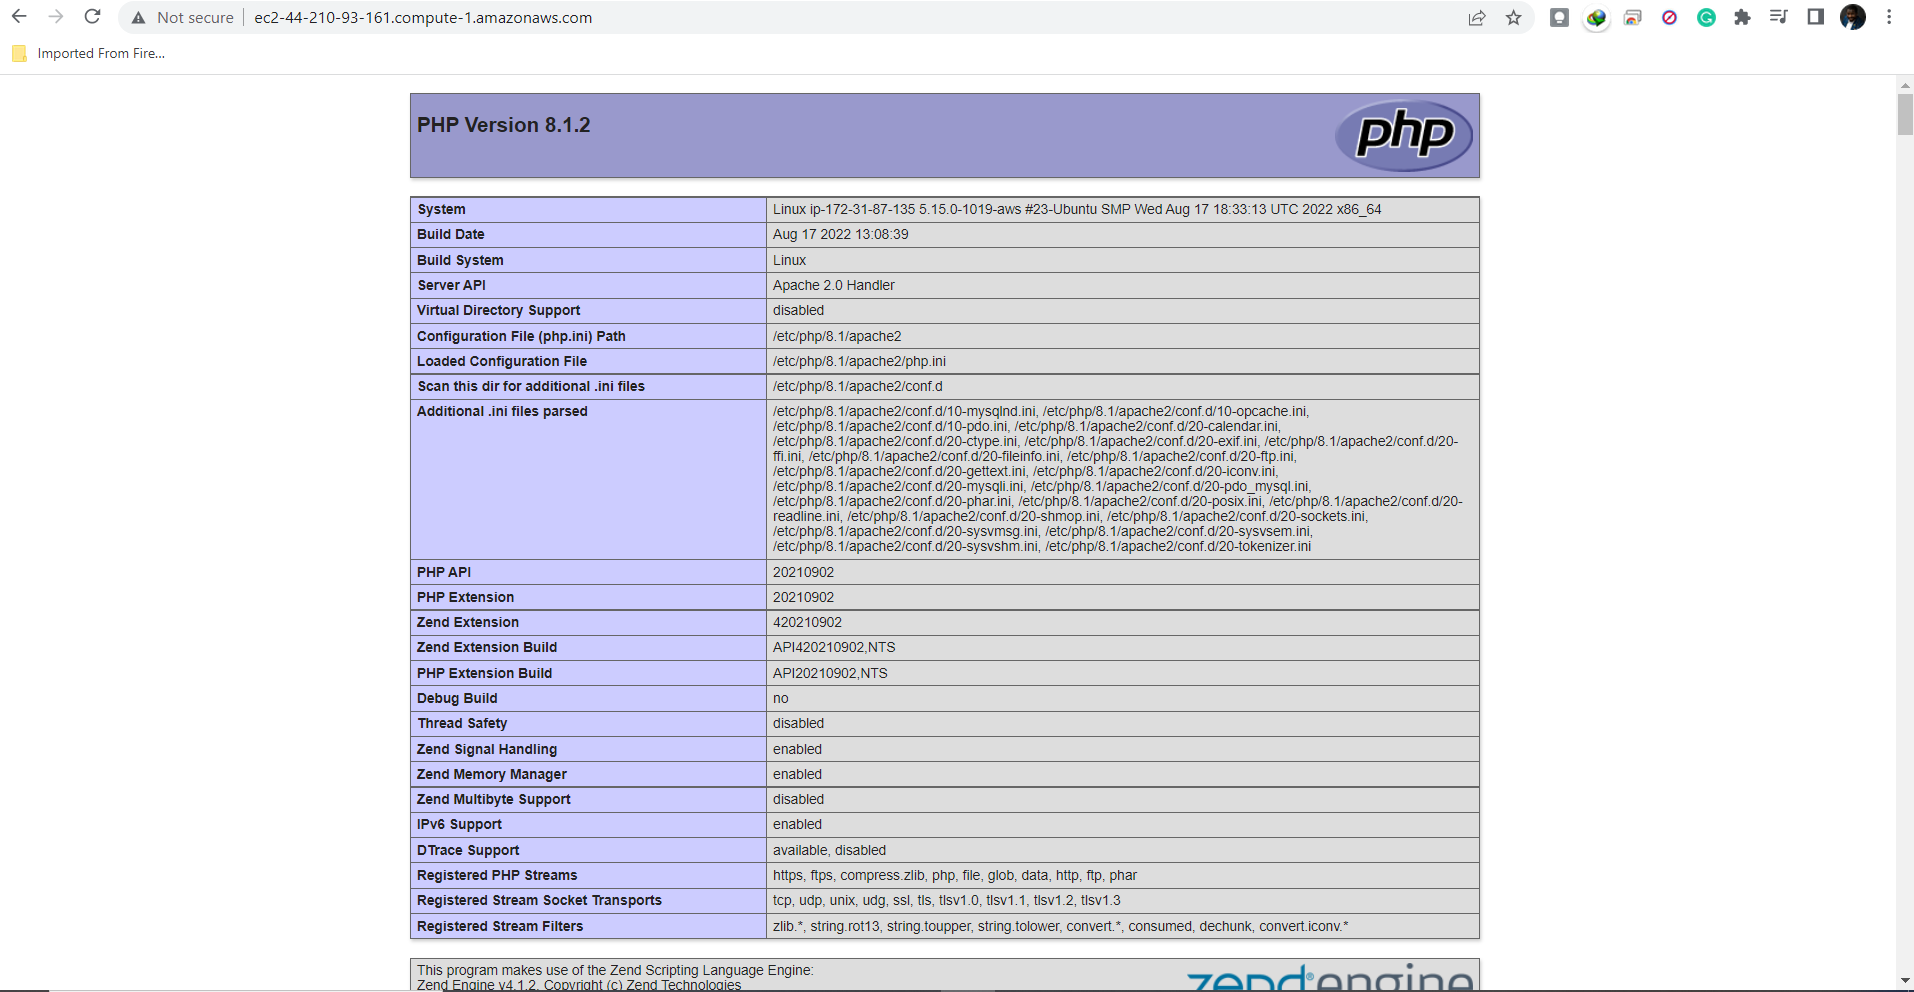 Not secure
ec2-44-210-93-161.compute-1.amazonaws.com
Imported From Fire...
PHP Version 8.1.2
php
System Linux ip-172-31-87-135 5.15.0-1019-aws #23-Ubuntu SMP Wed Aug 17 18:33:13 UTC 2022 x86_64
Build Date Aug 17 2022 13:08:39
Build System Linux
Server API Apache 2.0 Handler
Virtual Directory Support disabled
Configuration File (php.ini) Path /etc/php/8.1/apache2
Loaded Configuration File /etc/php/8.1/apache2/php.ini
Scan this dir for additional .ini files /etc/php/8.1/apache2/conf.d
Additional .ini files parsed /etc/php/8.1/apache2/conf.d/10-mysqlnd.ini, /etc/php/8.1/apache2/conf.d/10-opcache.ini,
/etc/php/8.1/apache2/conf.d/10-pdo.ini, /etc/php/8.1/apache2/conf.d/20-calendar.ini,
/etc/php/8.1/apache2/conf.d/20-ctype.ini, /etc/php/8.1/apache2/conf.d/20-exif.ini, /etc/php/8.1/apache2/conf.d/20-
ffi.ini, /etc/php/8.1/apache2/conf.d/20-fileinfo.ini, /etc/php/8.1/apache2/conf.d/20-ftp.ini,
/etc/php/8.1/apache2/conf.d/20-gettext.ini, /etc/php/8.1/apache2/conf.d/20-iconv.ini,
/etc/php/8.1/apache2/conf.d/20-mysqli.ini, /etc/php/8.1/apache2/conf.d/20-pdo_mysql.ini,
/etc/php/8.1/apache2/conf.d/20-phar.ini, /etc/php/8.1/apache2/conf.d/20-posix.ini, /etc/php/8.1/apache2/conf.d/20-
readline.ini, /etc/php/8.1/apache2/conf.d/20-shmop.ini, /etc/php/8.1/apache2/conf.d/20-sockets.ini,
/etc/php/8.1/apache2/conf.d/20-sysvmsg.ini, /etc/php/8.1/apache2/conf.d/20-sysvsem.ini,
/etc/php/8.1/apache2/conf.d/20-sysvshm.ini, /etc/php/8.1/apache2/conf.d/20-tokenizer.ini
PHP API 20210902
PHP Extension 20210902
Zend Extension 420210902
Zend Extension Build API420210902,NTS
PHP Extension Build API20210902,NTS
Debug Build no
Thread Safety disabled
Zend Signal Handling enabled
Zend Memory Manager enabled
Zend Multibyte Support disabled
IPv6 Support enabled
DTrace Support available, disabled
Registered PHP Streams https, ftps, compress.zlib, php, file, glob, data, http, ftp, phar
Registered Stream Socket Transports tcp, udp, unix, udg, ssl, tls, tlsv1.0, tlsv1.1, tlsv1.2, tlsv1.3
Registered Stream Filters zlib.*, string.rot13, string.toupper, string.tolower, convert.*, consumed, dechunk, convert.iconv.*
This program makes use of the Zend Scripting Language Engine:
Zend Engine v4.1.2, Copyright (c) Zend Technologies
zend®engine